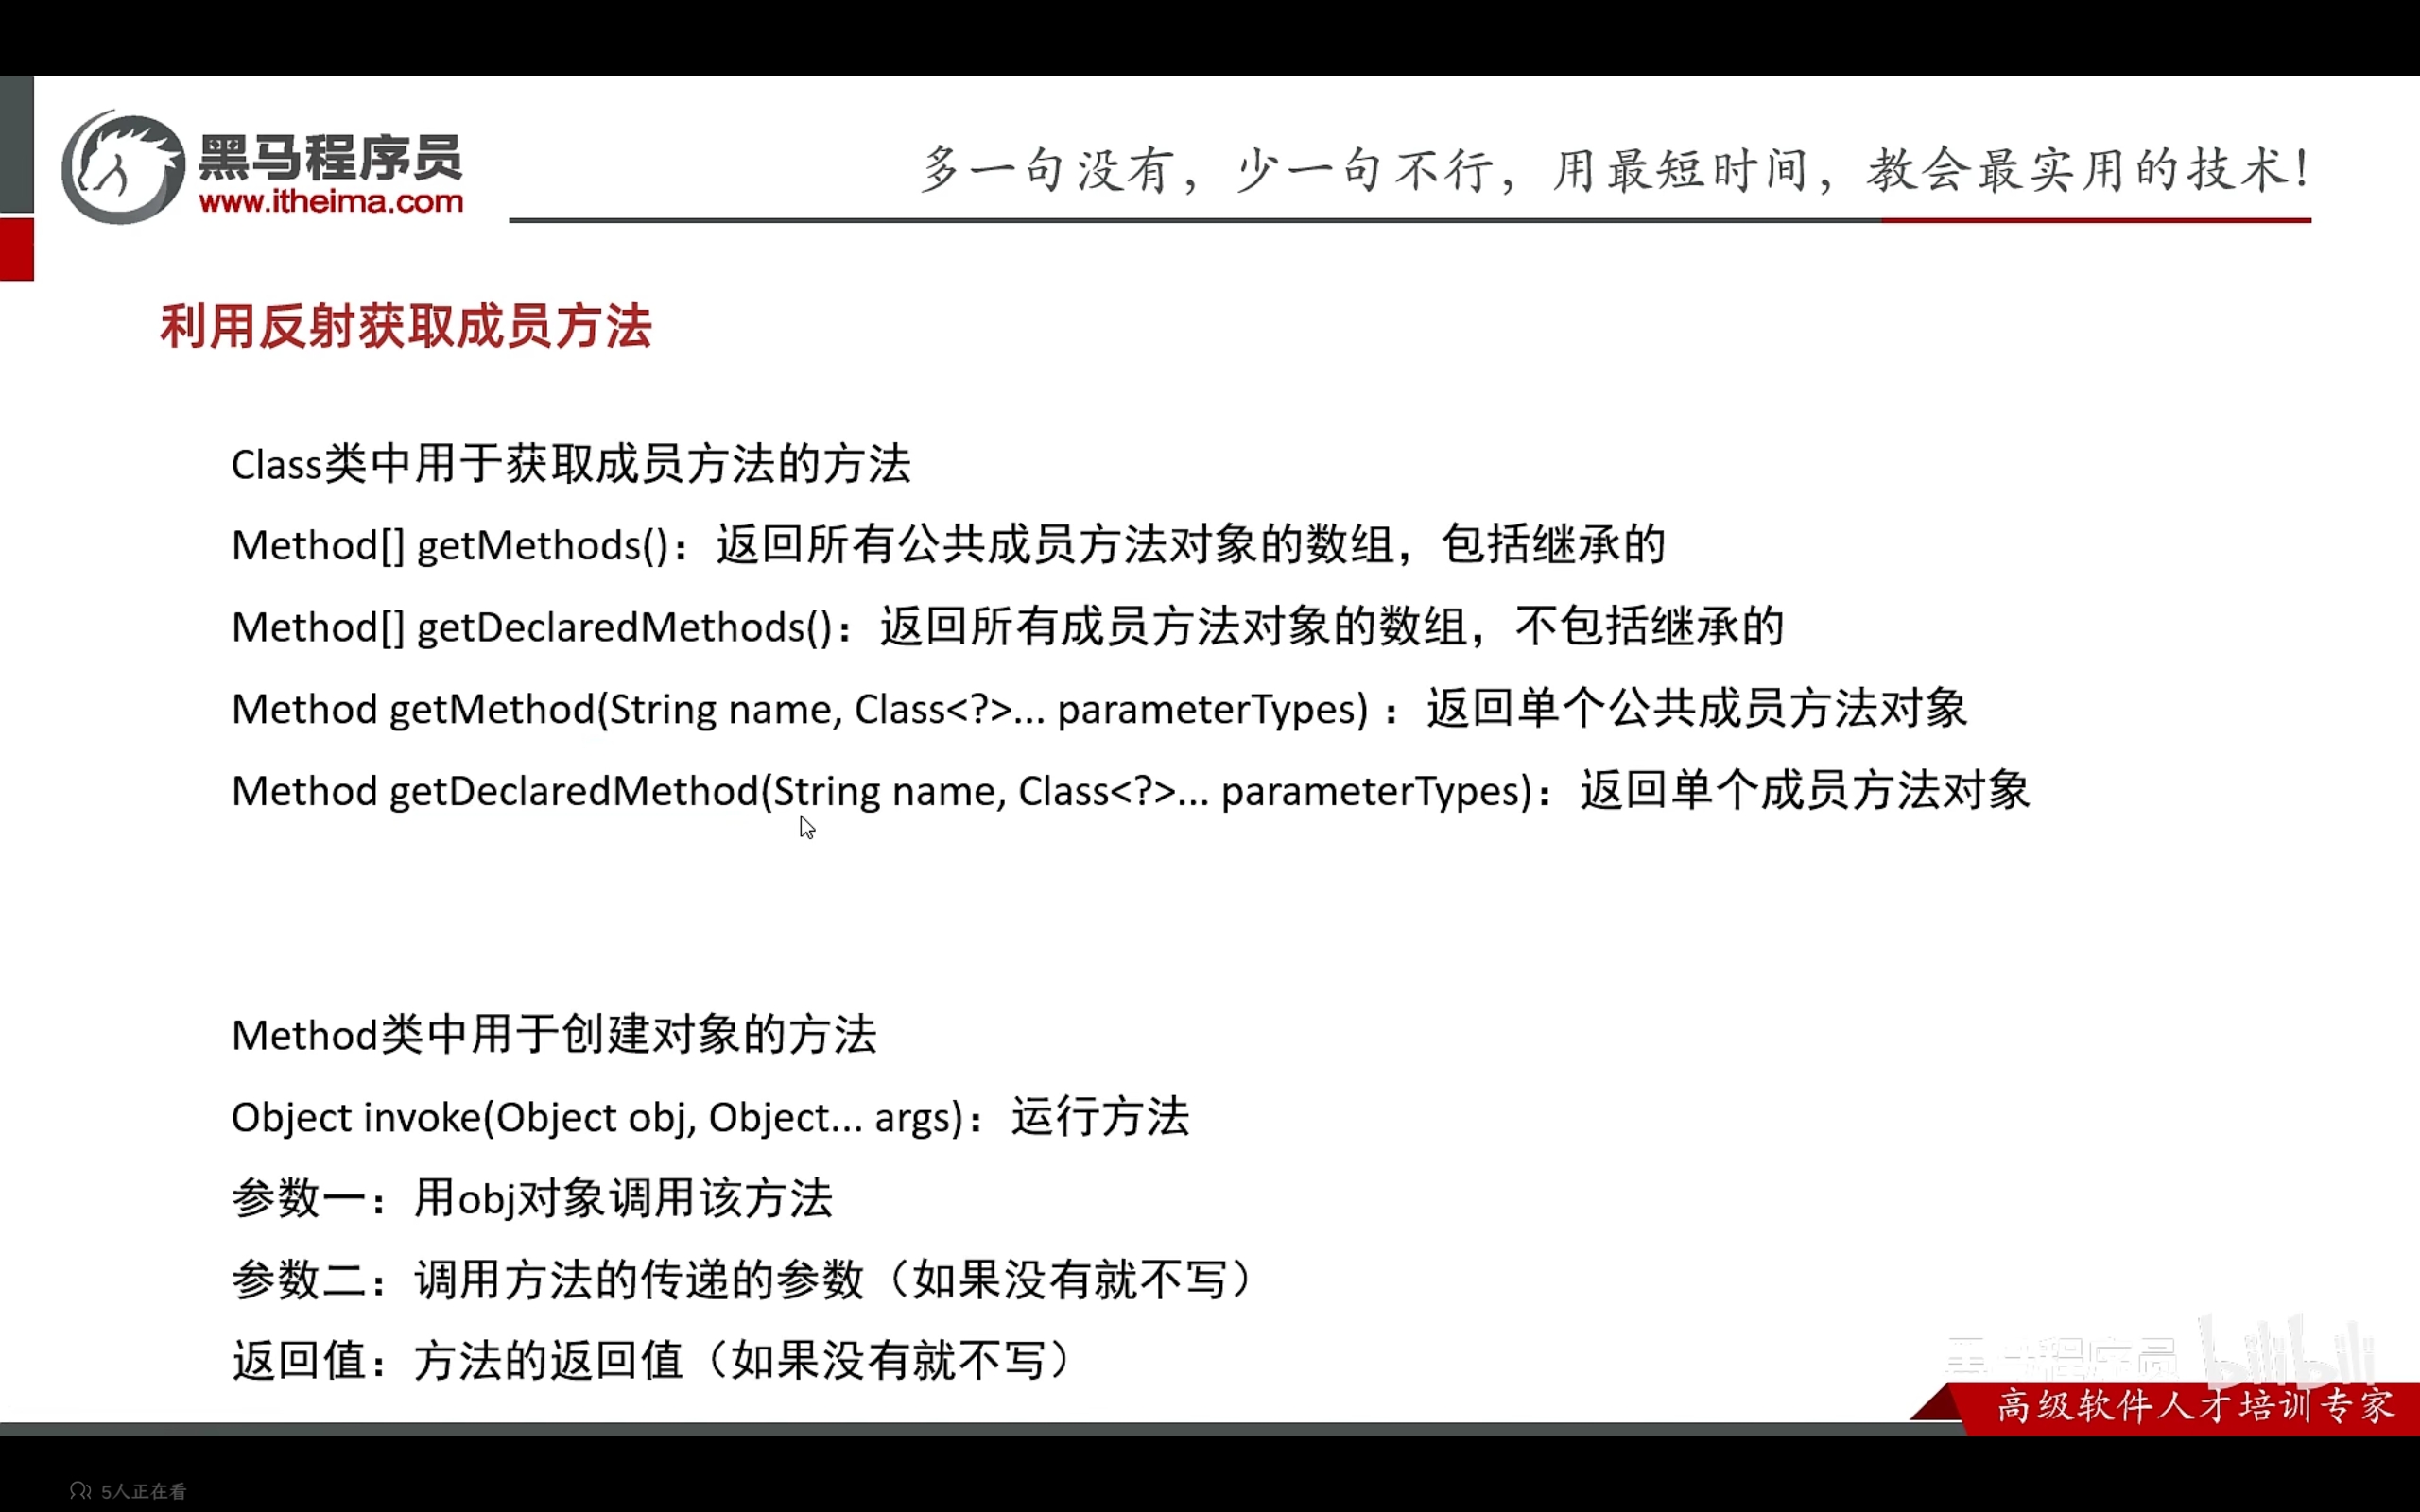 黑马程序员
www.itheima.com
多一句没有，少一句不行，用最短时间，教会最实用的技术！
利用反射获取成员方法
Class类中用于获取成员方法的方法
Method[] getMethods()：返回所有公共成员方法对象的数组，包括继承的
Method[] getDeclaredMethods()：返回所有成员方法对象的数组，不包括继承的
Method getMethod(String name, Class<?>... parameterTypes) ：返回单个公共成员方法对象
Method getDeclaredMethod(String name, Class<?>... parameterTypes)：返回单个成员方法对象
Method类中用于创建对象的方法
Object invoke(Object obj, Object... args)：运行方法
参数一：用obj对象调用该方法
参数二：调用方法的传递的参数（如果没有就不写）
返回值：方法的返回值（如果没有就不写）
黑马程序员 bilibili
高级软件人才培训专家
5人正在看